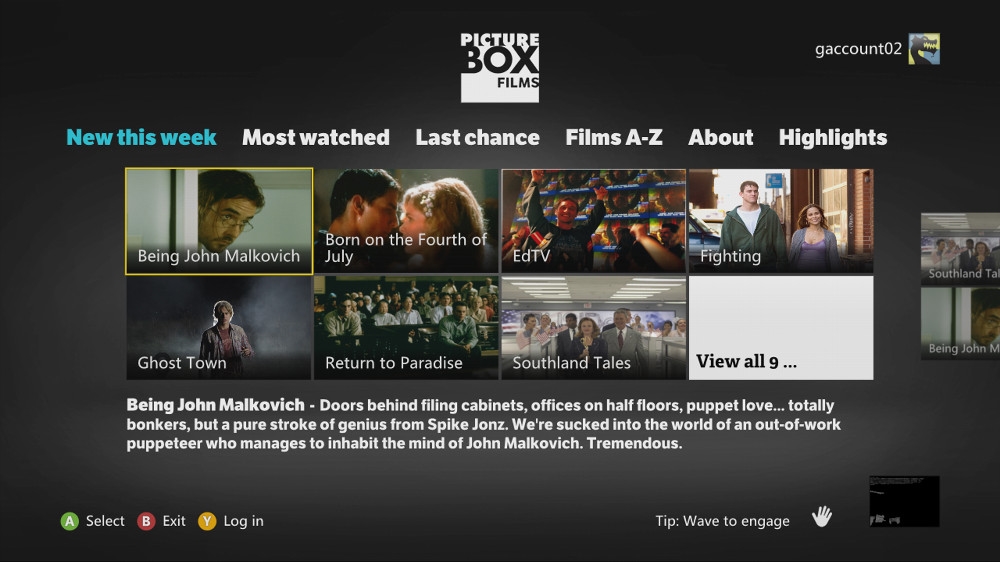 PICTURE
BOX
FILMS
gaccount02
New this week Most watched Last chance Films A-Z About Highlights
Being John Malkovich
Born on the Fourth of
July
EdTV
Fighting
Southland Tal
Ghost Town
Return to Paradise
Southland Tales
View all 9 ...
Being John M
Being John Malkovich - Doors behind filing cabinets, offices on half floors, puppet love... totally
bonkers, but a pure stroke of genius from Spike Jonz. We're sucked into the world of an out-of-work
puppeteer who manages to inhabit the mind of John Malkovich. Tremendous.
A Select B Exit Y Log in
Tip: Wave to engage